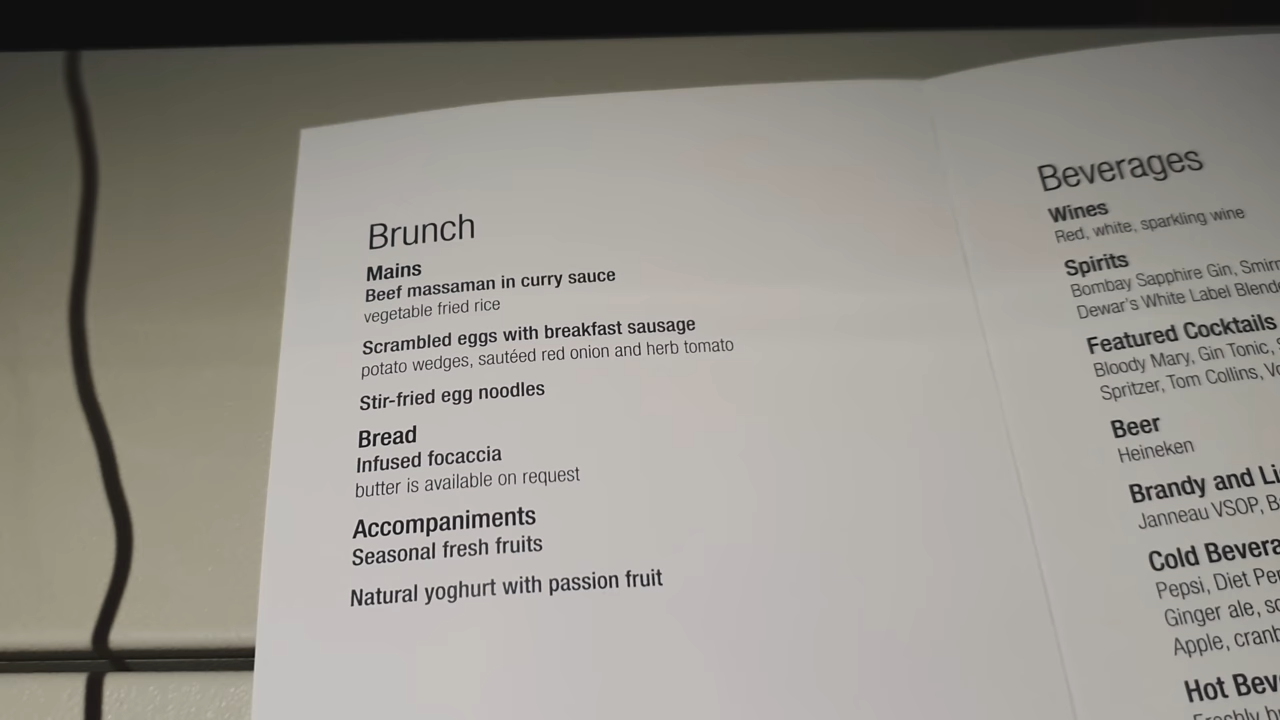 Brunch
Mains
Beef massaman in curry sauce
vegetable fried rice
Scrambled eggs with breakfast sausage
potato wedges, sautéed red onion and herb tomato
Stir-fried egg noodles
Bread
Infused focaccia
butter is available on request
Accompaniments
Seasonal fresh fruits
Natural yoghurt with passion fruit
Beverages
Wines
Red, white, sparkling wine
Spirits
Bombay Sapphire Gin,
Dewar's White Label
Featured Cocktails
Bloody Mary, Gin Tonic,
Spritzer, Tom Collins,
Beer
Heineken
Brandy and
Janneau VSOP,
Cold
Pepsi, Diet
Ginger ale,
Apple,
Hot